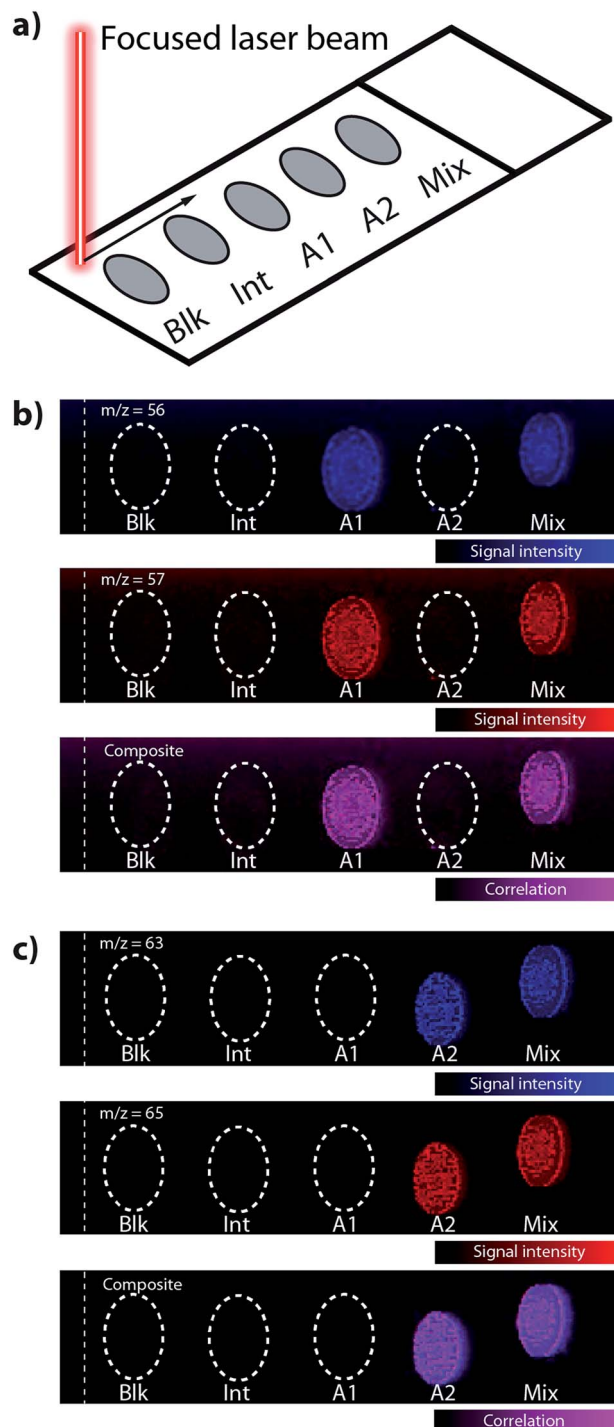 a)
Focused laser beam
Blk
Int
A1
A2
Mix
b)
m/z = 56
Blk Int A1 A2 Mix
Signal intensity
m/z = 57
Blk Int A1 A2 Mix
Signal intensity
Composite
Blk Int A1 A2 Mix
Correlation
c)
m/z = 63
Blk Int A1 A2 Mix
Signal intensity
m/z = 65
Blk Int A1 A2 Mix
Signal intensity
Composite
Blk Int A1 A2 Mix
Correlation